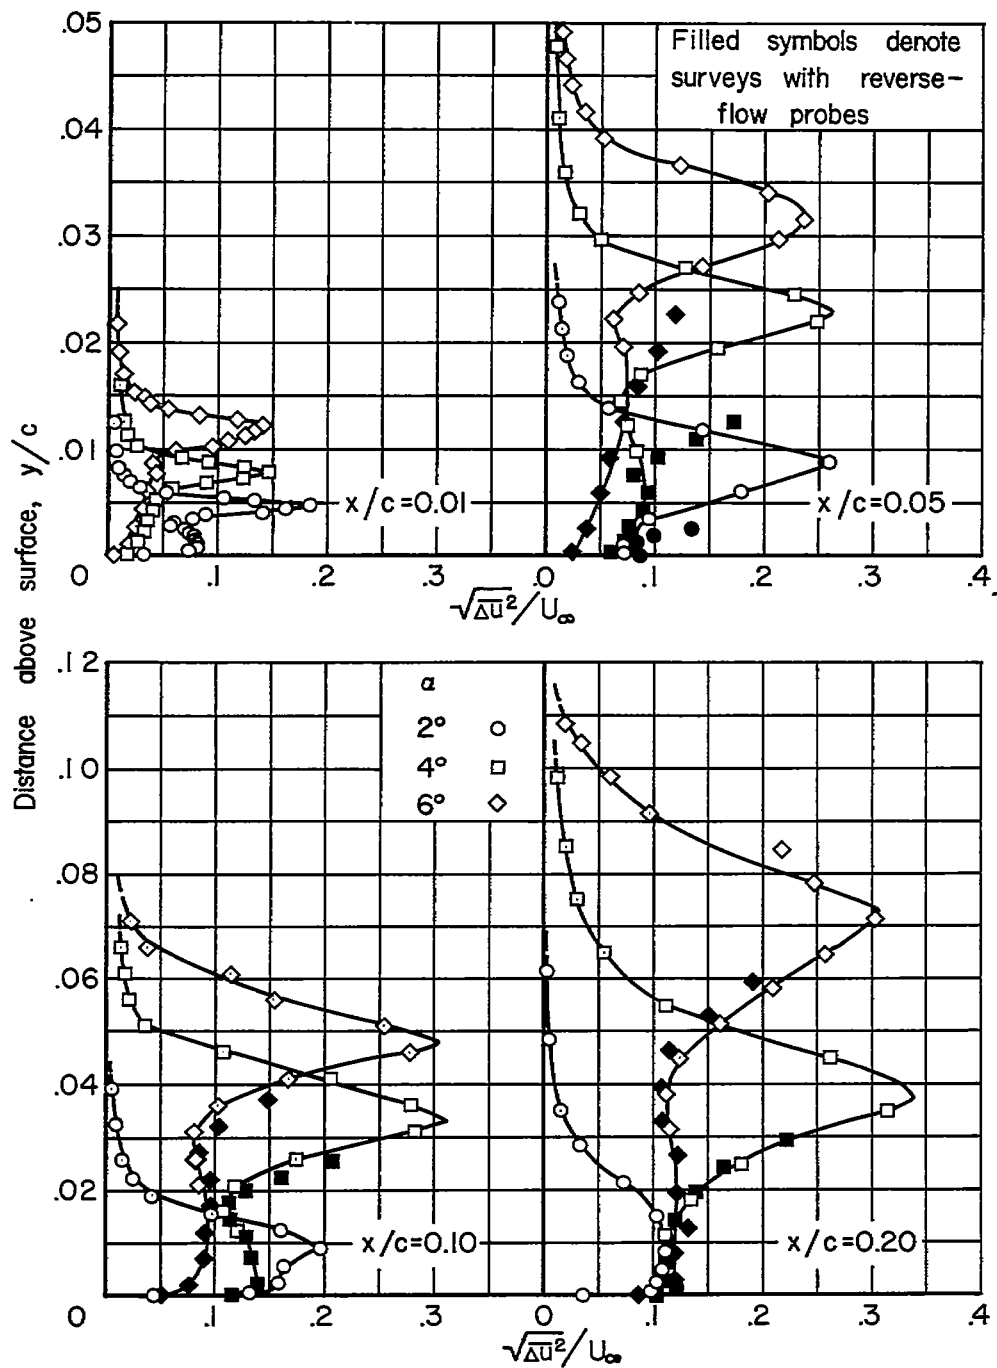 .05
.04
.03
.02
.01
0
Filled symbols denote
surveys with reverse-
flow probes
x/c=0.01
x/c=0.05
.1 .2 .3 .0 .1 .2 .3 .4
√Δu²/U∞
Distance above surface, y/c
.12
.10
.08
.06
.04
.02
0
α
2°
4°
6°
x/c=0.10
x/c=0.20
.1 .2 .3 0 .1 .2 .3 .4
√Δu²/U∞